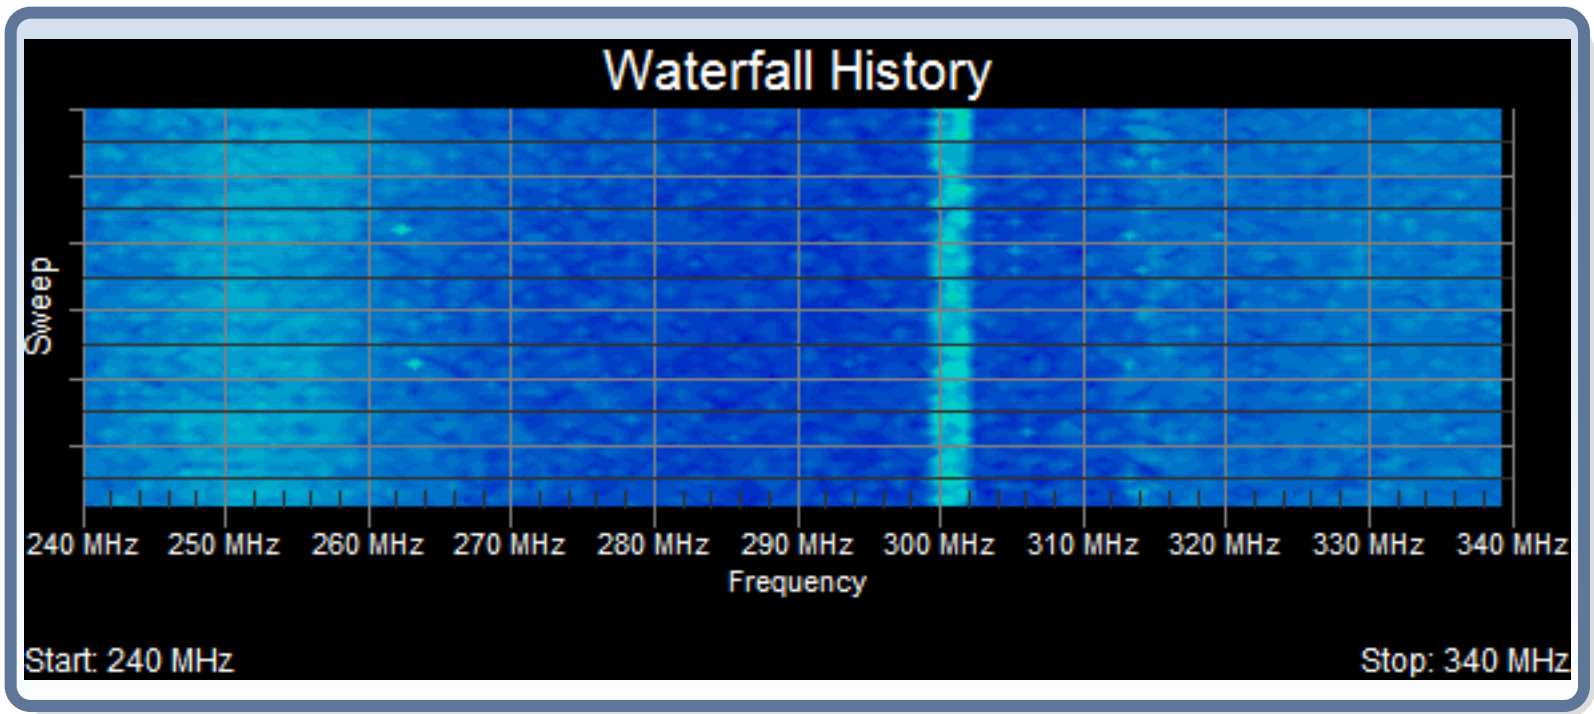 Waterfall History
Sweep
240 MHz 250 MHz 260 MHz 270 MHz 280 MHz 290 MHz 300 MHz 310 MHz 320 MHz 330 MHz 340 MHz
Frequency
Start: 240 MHz Stop: 340 MHz